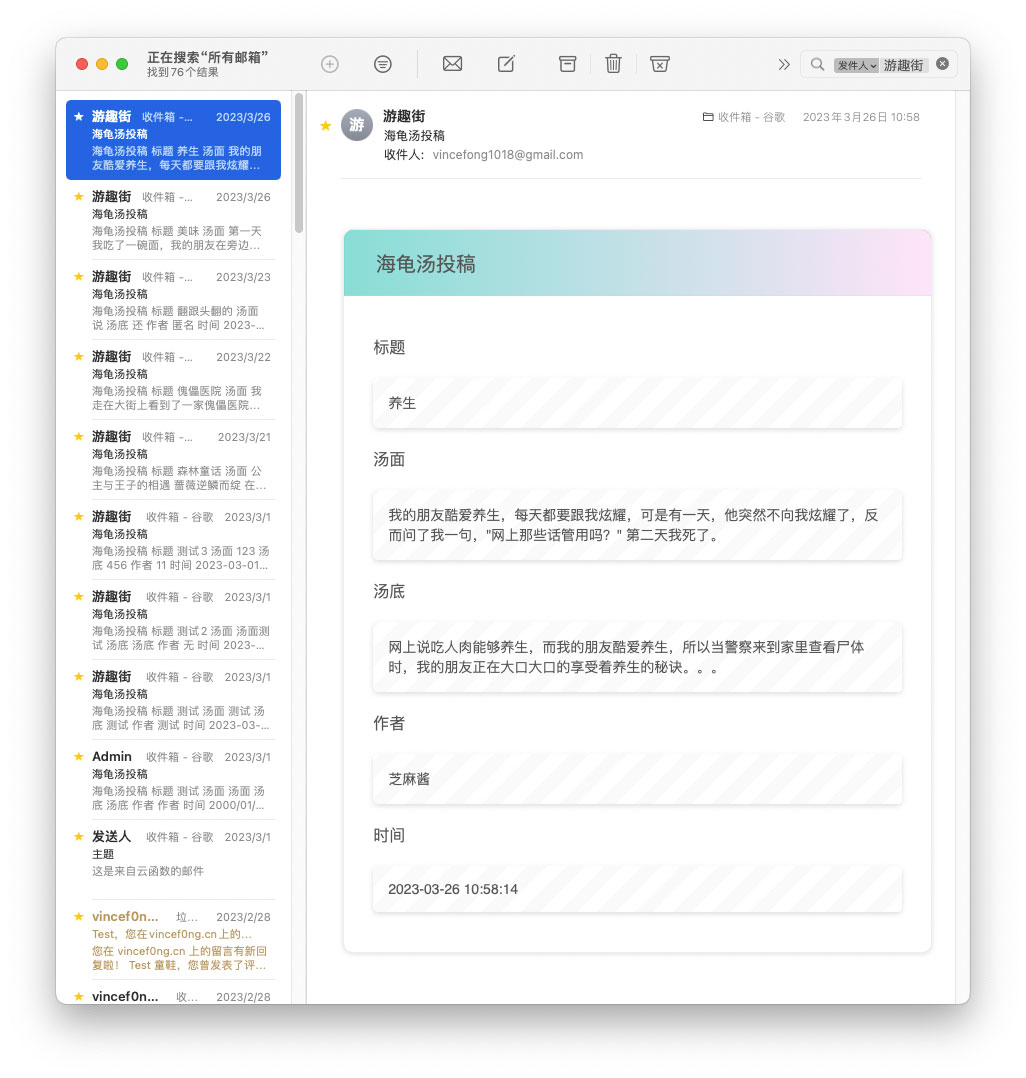 正在搜索“所有邮箱”
找到76个结果
发件人
游趣街
游趣街 收件箱 -... 2023/3/26
海龟汤投稿
海龟汤投稿 标题 养生 汤面 我的朋
友酷爱养生，每天都要跟我炫耀...
游趣街 收件箱 -... 2023/3/26
海龟汤投稿
海龟汤投稿 标题 美味 汤面 第一天
我吃了一碗面，我的朋友在旁边...
游趣街 收件箱 -... 2023/3/23
海龟汤投稿
海龟汤投稿 标题 翻跟头翻的 汤面
说 汤底 还 作者 匿名 时间 2023-...
游趣街 收件箱 -... 2023/3/22
海龟汤投稿
海龟汤投稿 标题 傀儡医院 汤面 我
走在大街上看到了一家傀儡医院...
游趣街 收件箱 -... 2023/3/21
海龟汤投稿
海龟汤投稿 标题 森林童话 汤面 公
主与王子的相遇 蔷薇逆鳞而绽 在...
游趣街 收件箱 - 谷歌 2023/3/1
海龟汤投稿
海龟汤投稿 标题 测试3 汤面 123 汤
底 456 作者 11 时间 2023-03-01...
游趣街 收件箱 - 谷歌 2023/3/1
海龟汤投稿
海龟汤投稿 标题 测试2 汤面 汤面测
试 汤底 汤底 作者 无 时间 2023-...
游趣街 收件箱 - 谷歌 2023/3/1
海龟汤投稿
海龟汤投稿 标题 测试 汤面 测试 汤
底 测试 作者 测试 时间 2023-03-...
Admin 收件箱 - 谷歌 2023/3/1
海龟汤投稿
海龟汤投稿 标题 测试 汤面 汤面 汤
底 汤底 作者 作者 时间 2000/01/...
发送人 收件箱 - 谷歌 2023/3/1
主题
这是来自云函数的邮件
vincef0n... 垃... 2023/2/28
Test，您在vincef0ng.cn上的...
您在 vincef0ng.cn 上的留言有新回
复啦！ Test 童鞋，您曾发表了评...
vincef0n... 收... 2023/2/28
游
游趣街
收件箱 - 谷歌 2023年3月26日 10:58
海龟汤投稿
收件人： vincefong1018@gmail.com
海龟汤投稿
标题
养生
汤面
我的朋友酷爱养生，每天都要跟我炫耀，可是有一天，他突然不向我炫耀了，反
而问了我一句，"网上那些话管用吗？" 第二天我死了。
汤底
网上说吃人肉能够养生，而我的朋友酷爱养生，所以当警察来到家里查看尸体
时，我的朋友正在大口大口的享受着养生的秘诀。。。
作者
芝麻酱
时间
2023-03-26 10:58:14